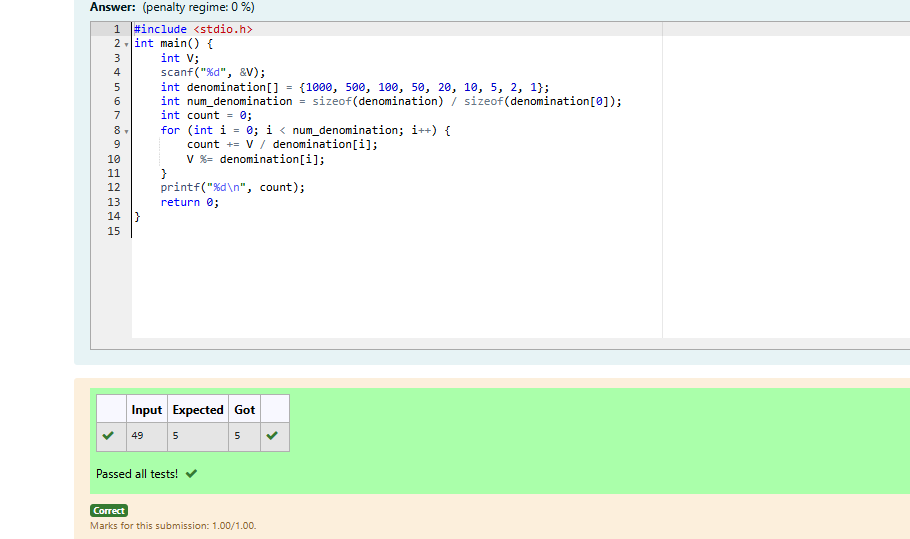 Answer: (penalty regime: 0 %)
1 #include <stdio.h>
2 int main() {
3     int V;
4     scanf("%d", &V);
5     int denomination[] = {1000, 500, 100, 50, 20, 10, 5, 2, 1};
6     int num_denomination = sizeof(denomination) / sizeof(denomination[0]);
7     int count = 0;
8     for (int i = 0; i < num_denomination; i++) {
9         count += V / denomination[i];
10         V %= denomination[i];
11     }
12     printf("%d\n", count);
13     return 0;
14 }
15
Input Expected Got
49 5 5
Passed all tests!
Correct
Marks for this submission: 1.00/1.00.